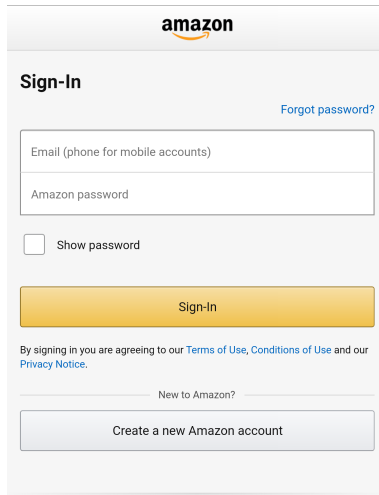 amazon
Sign-In
Forgot password?
Email (phone for mobile accounts)
Amazon password
Show password
Sign-In
By signing in you are agreeing to our Terms of Use, Conditions of Use and our
Privacy Notice.
New to Amazon?
Create a new Amazon account